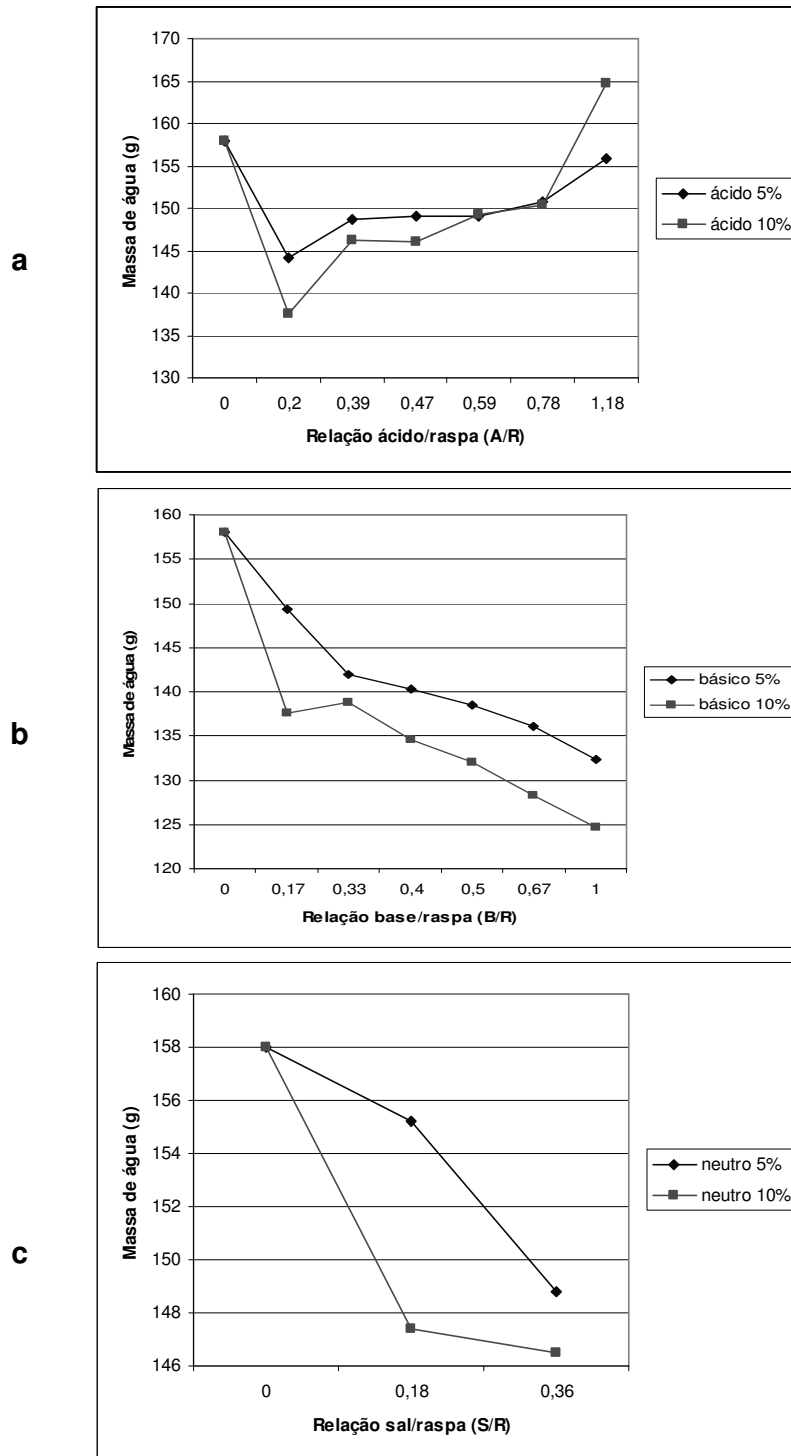 a
Massa de água (g)
170
165
160
155
150
145
140
135
130
0 0,2 0,39 0,47 0,59 0,78 1,18
Relação ácido/raspa (A/R)
ácido 5%
ácido 10%
b
Massa de água (g)
160
155
150
145
140
135
130
125
120
0 0,17 0,33 0,4 0,5 0,67 1
Relação base/raspa (B/R)
básico 5%
básico 10%
c
Massa de água (g)
160
158
156
154
152
150
148
146
0 0,18 0,36
Relação sal/raspa (S/R)
neutro 5%
neutro 10%